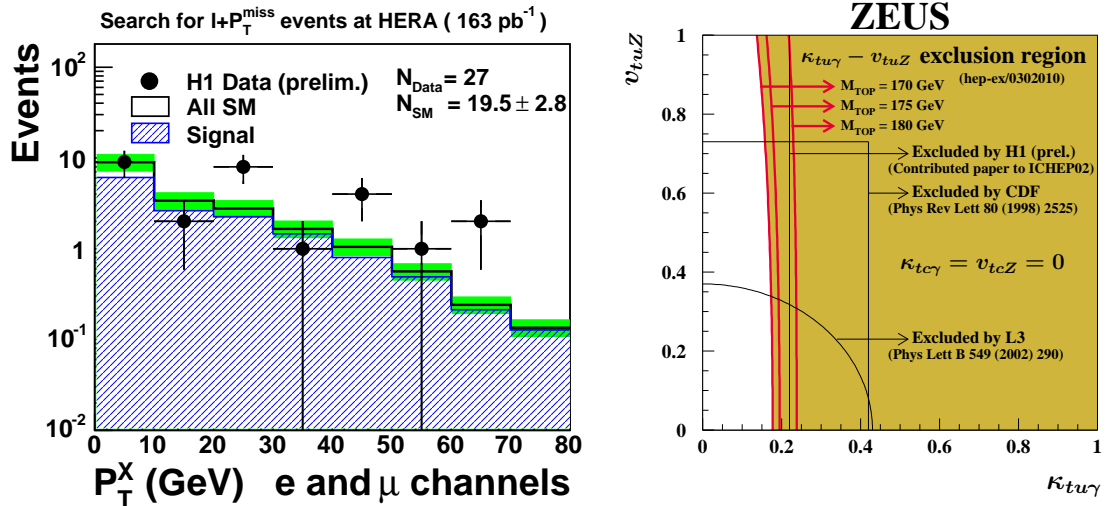 Search for l+P_T^miss events at HERA ( 163 pb^-1)
Events
10^2
10
1
10^-1
10^-2
H1 Data (prelim.)
All SM
Signal
N_Data = 27
N_SM = 19.5 ± 2.8
0 10 20 30 40 50 60 70 80
P_T^X (GeV) e and μ channels
ZEUS
v_tuZ
1
0.8
0.6
0.4
0.2
0
κ_tuγ − v_tuZ exclusion region
(hep-ex/0302010)
M_TOP = 170 GeV
M_TOP = 175 GeV
M_TOP = 180 GeV
Excluded by H1 (prel.)
(Contributed paper to ICHEP02)
Excluded by CDF
(Phys Rev Lett 80 (1998) 2525)
κ_tcγ = v_tcZ = 0
Excluded by L3
(Phys Lett B 549 (2002) 290)
0 0.2 0.4 0.6 0.8 1
κ_tuγ